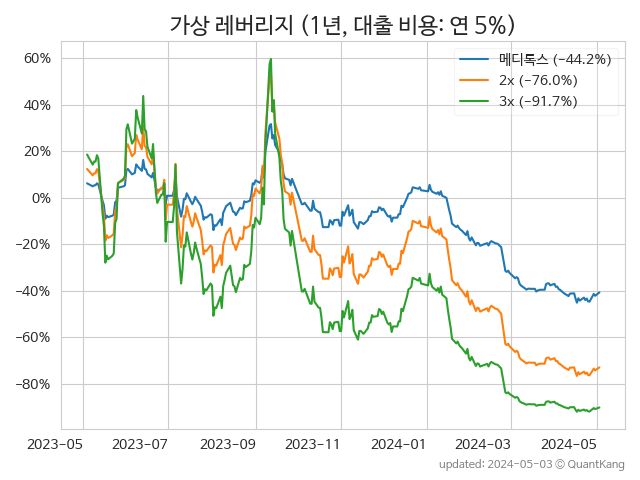 가상 레버리지 (1년, 대출 비용: 연 5%)
메디톡스 (−44.2%)
2x (−76.0%)
3x (−91.7%)
60%
40%
20%
0%
−20%
−40%
−60%
−80%
2023-05 2023-07 2023-09 2023-11 2024-01 2024-03 2024-05
updated: 2024-05-03 ⓒ QuantKang